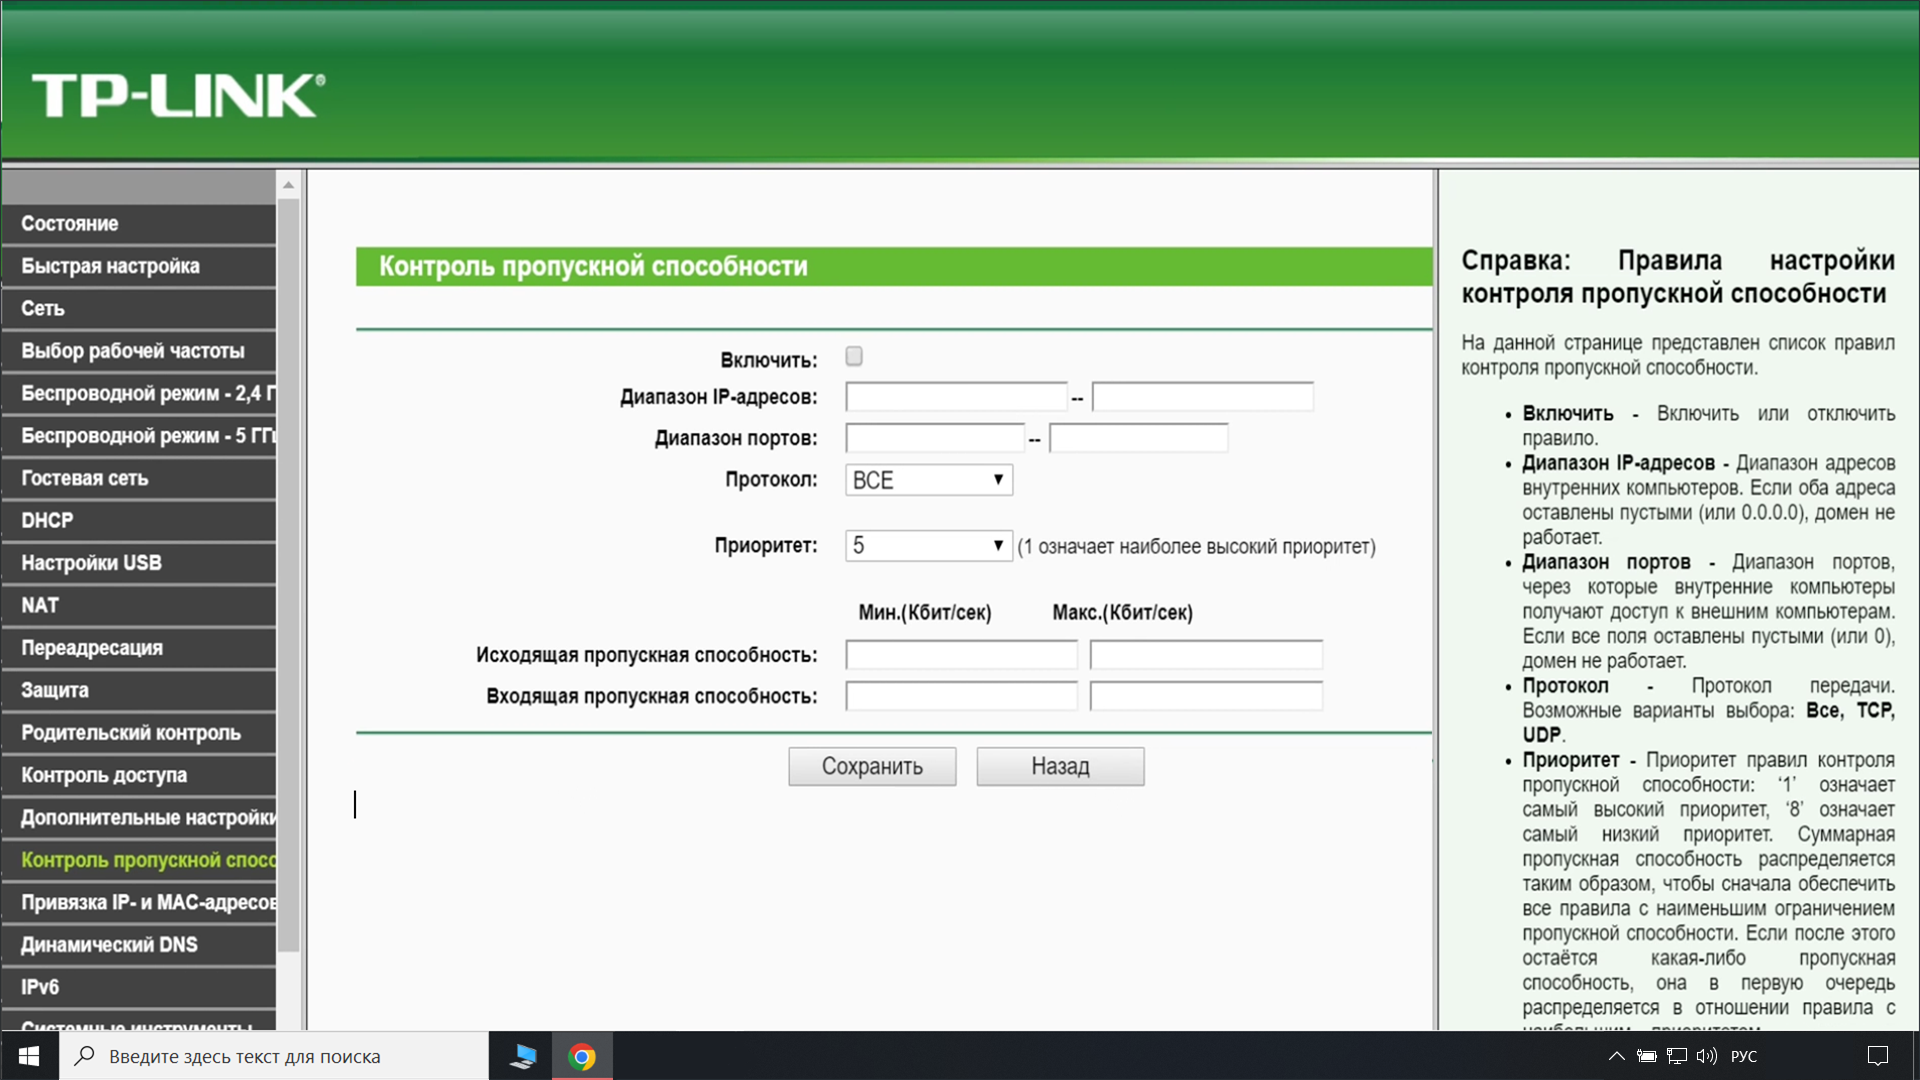 TP-LINK®
Состояние
Быстрая настройка
Сеть
Выбор рабочей частоты
Беспроводной режим - 2,4 Г
Беспроводной режим - 5 ГГц
Гостевая сеть
DHCP
Настройки USB
NAT
Переадресация
Защита
Родительский контроль
Контроль доступа
Дополнительные настройки
Контроль пропускной спосо
Привязка IP- и MAC-адресов
Динамический DNS
IPv6
Системные инструменты
Контроль пропускной способности
Включить:
Диапазон IP-адресов: --
Диапазон портов: --
Протокол: ВСЕ
Приоритет: 5 (1 означает наиболее высокий приоритет)
Мин.(Кбит/сек) Макс.(Кбит/сек)
Исходящая пропускная способность:
Входящая пропускная способность:
Сохранить Назад
Справка: Правила настройки
контроля пропускной способности
На данной странице представлен список правил
контроля пропускной способности.
• Включить - Включить или отключить
правило.
• Диапазон IP-адресов - Диапазон адресов
внутренних компьютеров. Если оба адреса
оставлены пустыми (или 0.0.0.0), домен не
работает.
• Диапазон портов - Диапазон портов,
через которые внутренние компьютеры
получают доступ к внешним компьютерам.
Если все поля оставлены пустыми (или 0),
домен не работает.
• Протокол - Протокол передачи.
Возможные варианты выбора: Все, TCP,
UDP.
• Приоритет - Приоритет правил контроля
пропускной способности: ‘1’ означает
самый высокий приоритет, ‘8’ означает
самый низкий приоритет. Суммарная
пропускная способность распределяется
таким образом, чтобы сначала обеспечить
все правила с наименьшим ограничением
пропускной способности. Если после этого
остаётся какая-либо пропускная
способность, она в первую очередь
распределяется в отношении правила с
наибольшим приоритетом.
Введите здесь текст для поиска
РУС